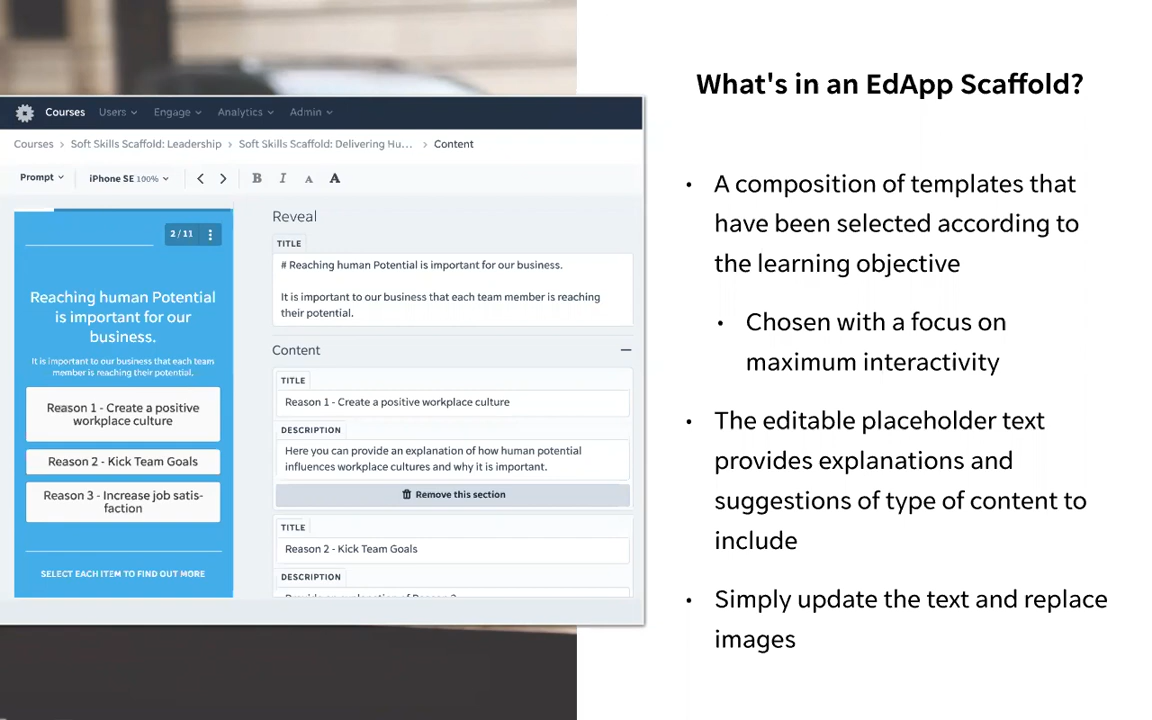 What's in an EdApp Scaffold?
Courses Users Engage Analytics Admin
Courses > Soft Skills Scaffold: Leadership > Soft Skills Scaffold: Delivering Hu... > Content
Prompt iPhone SE 100% < > B I A A
2 / 11
Reaching human Potential
is important for our
business.
It is important to our business that each team
member is reaching their potential.
Reason 1 - Create a positive
workplace culture
Reason 2 - Kick Team Goals
Reason 3 - Increase job satis-
faction
SELECT EACH ITEM TO FIND OUT MORE
Reveal
TITLE
# Reaching human Potential is important for our business.
It is important to our business that each team member is reaching
their potential.
Content
TITLE
Reason 1 - Create a positive workplace culture
DESCRIPTION
Here you can provide an explanation of how human potential
influences workplace cultures and why it is important.
Remove this section
TITLE
Reason 2 - Kick Team Goals
DESCRIPTION
• A composition of templates that
have been selected according to
the learning objective
• Chosen with a focus on
maximum interactivity
• The editable placeholder text
provides explanations and
suggestions of type of content to
include
• Simply update the text and replace
images